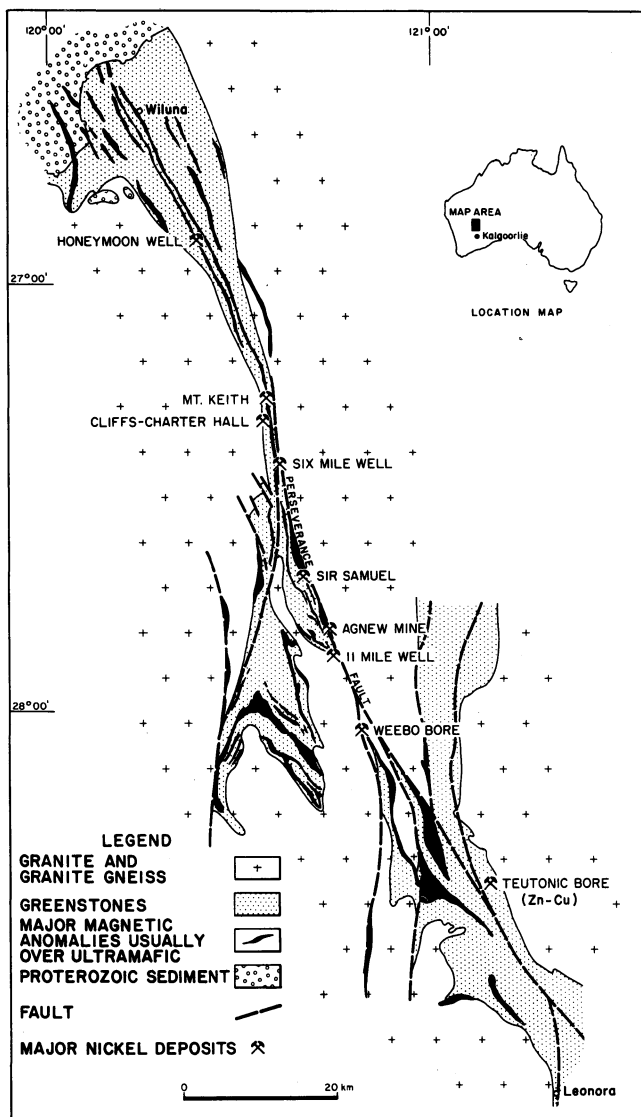 120°00'
121°00'
Wiluna
HONEYMOON WELL
27°00'
MAP AREA
Kalgoorlie
LOCATION MAP
MT. KEITH
CLIFFS-CHARTER HALL
SIX MILE WELL
PERSEVERANCE
SIR SAMUEL
AGNEW MINE
11 MILE WELL
FAULT
28°00'
WEEBO BORE
TEUTONIC BORE
(Zn-Cu)
LEGEND
GRANITE AND
GRANITE GNEISS
GREENSTONES
MAJOR MAGNETIC
ANOMALIES USUALLY
OVER ULTRAMAFIC
PROTEROZOIC SEDIMENT
FAULT
MAJOR NICKEL DEPOSITS
0 20 km
Leonora